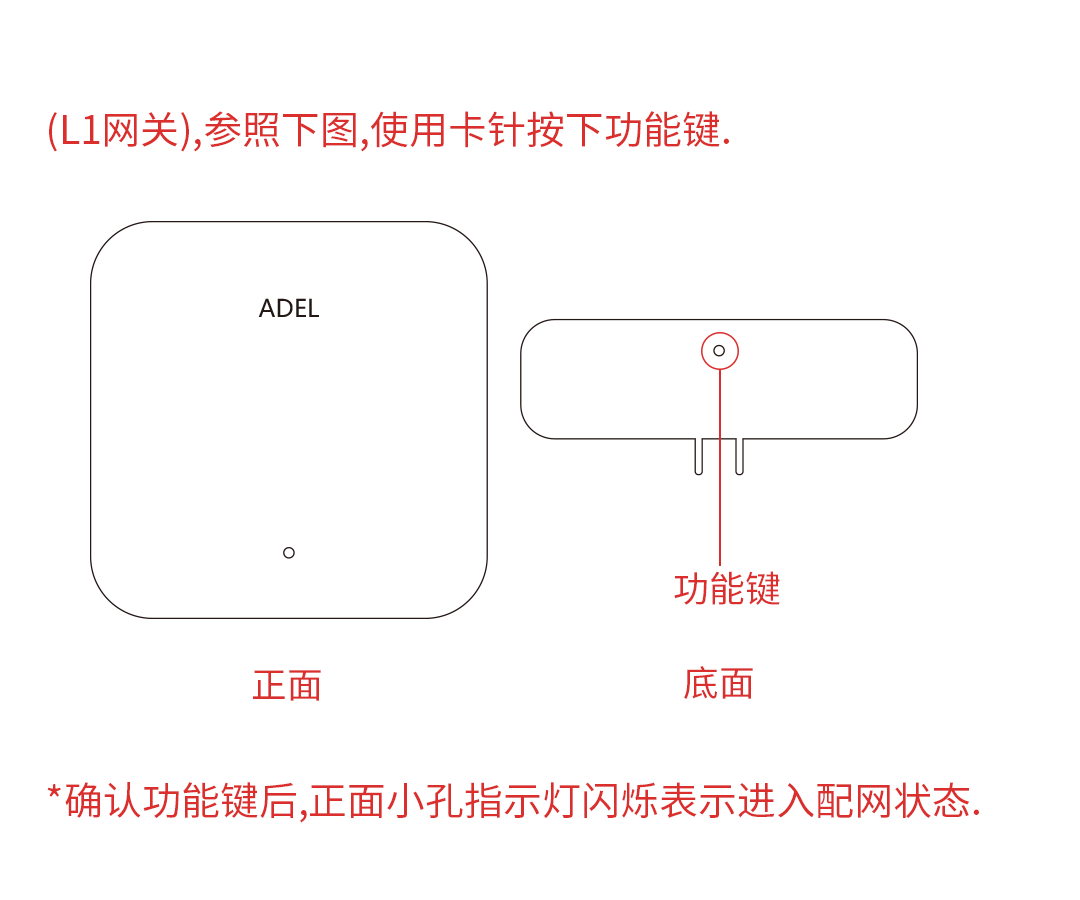 (L1网关),参照下图,使用卡针按下功能键.
ADEL
功能键
正面
底面
*确认功能键后,正面小孔指示灯闪烁表示进入配网状态.